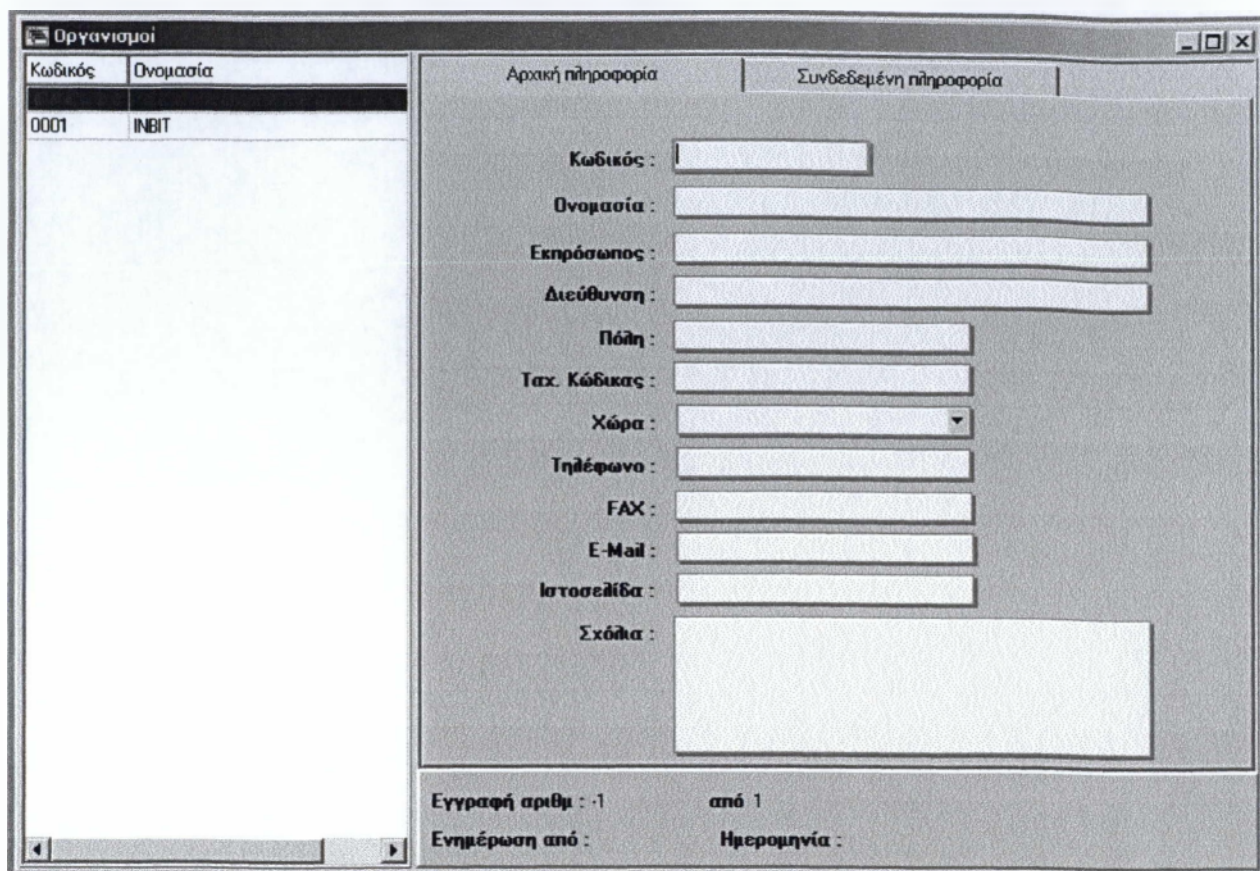 Οργανισμοί
Κωδικός Ονομασία
0001 INBIT
Αρχική πληροφορία Συνδεδεμένη πληροφορία
Κωδικός :
Ονομασία :
Εκπρόσωπος :
Διεύθυνση :
Πόλη :
Ταχ. Κώδικας :
Χώρα :
Τηλέφωνο :
FAX :
E-Mail :
Ιστοσελίδα :
Σχόλια :
Εγγραφή αριθμ : -1 από 1
Ενημέρωση από : Ημερομηνία :